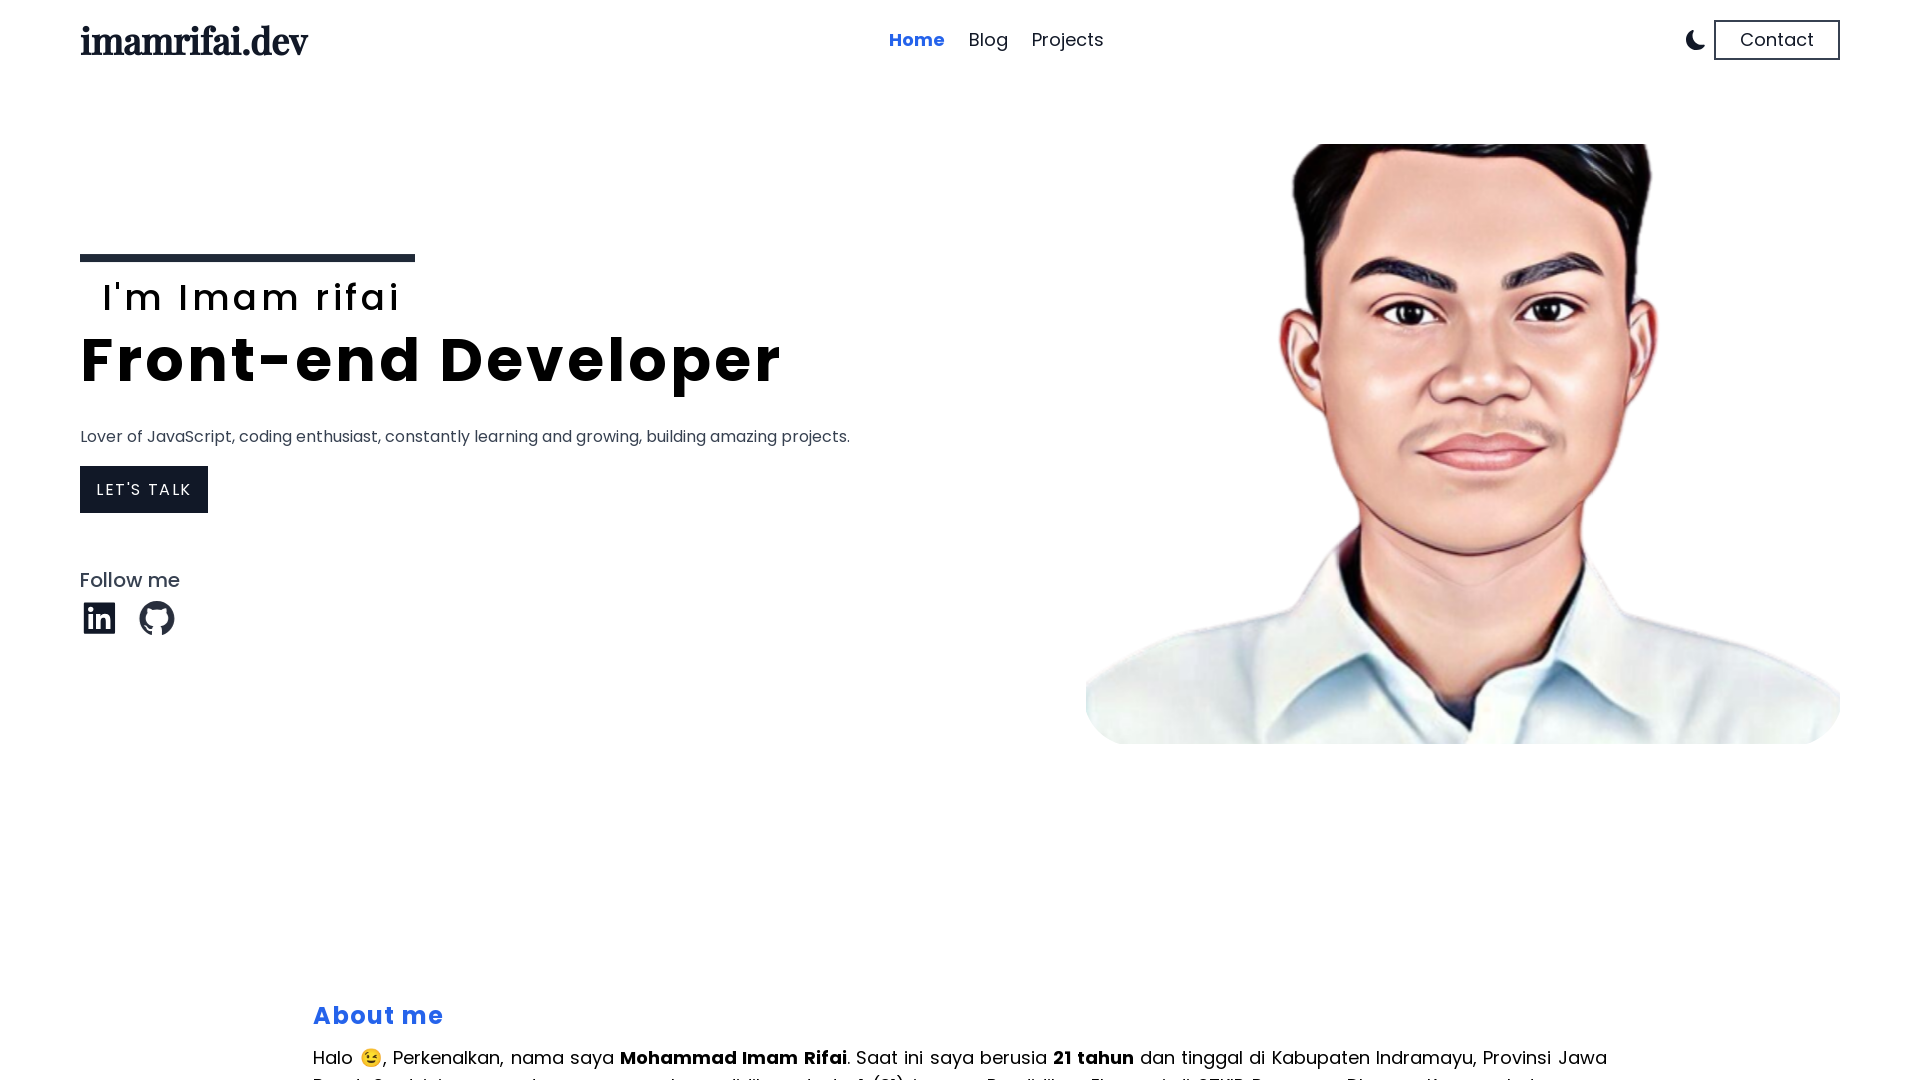 imamrifai.dev
Home Blog Projects
Contact
I'm Imam rifai
Front-end Developer
Lover of JavaScript, coding enthusiast, constantly learning and growing, building amazing projects.
LET'S TALK
Follow me
About me
Halo 😉, Perkenalkan, nama saya Mohammad Imam Rifai. Saat ini saya berusia 21 tahun dan tinggal di Kabupaten Indramayu, Provinsi Jawa